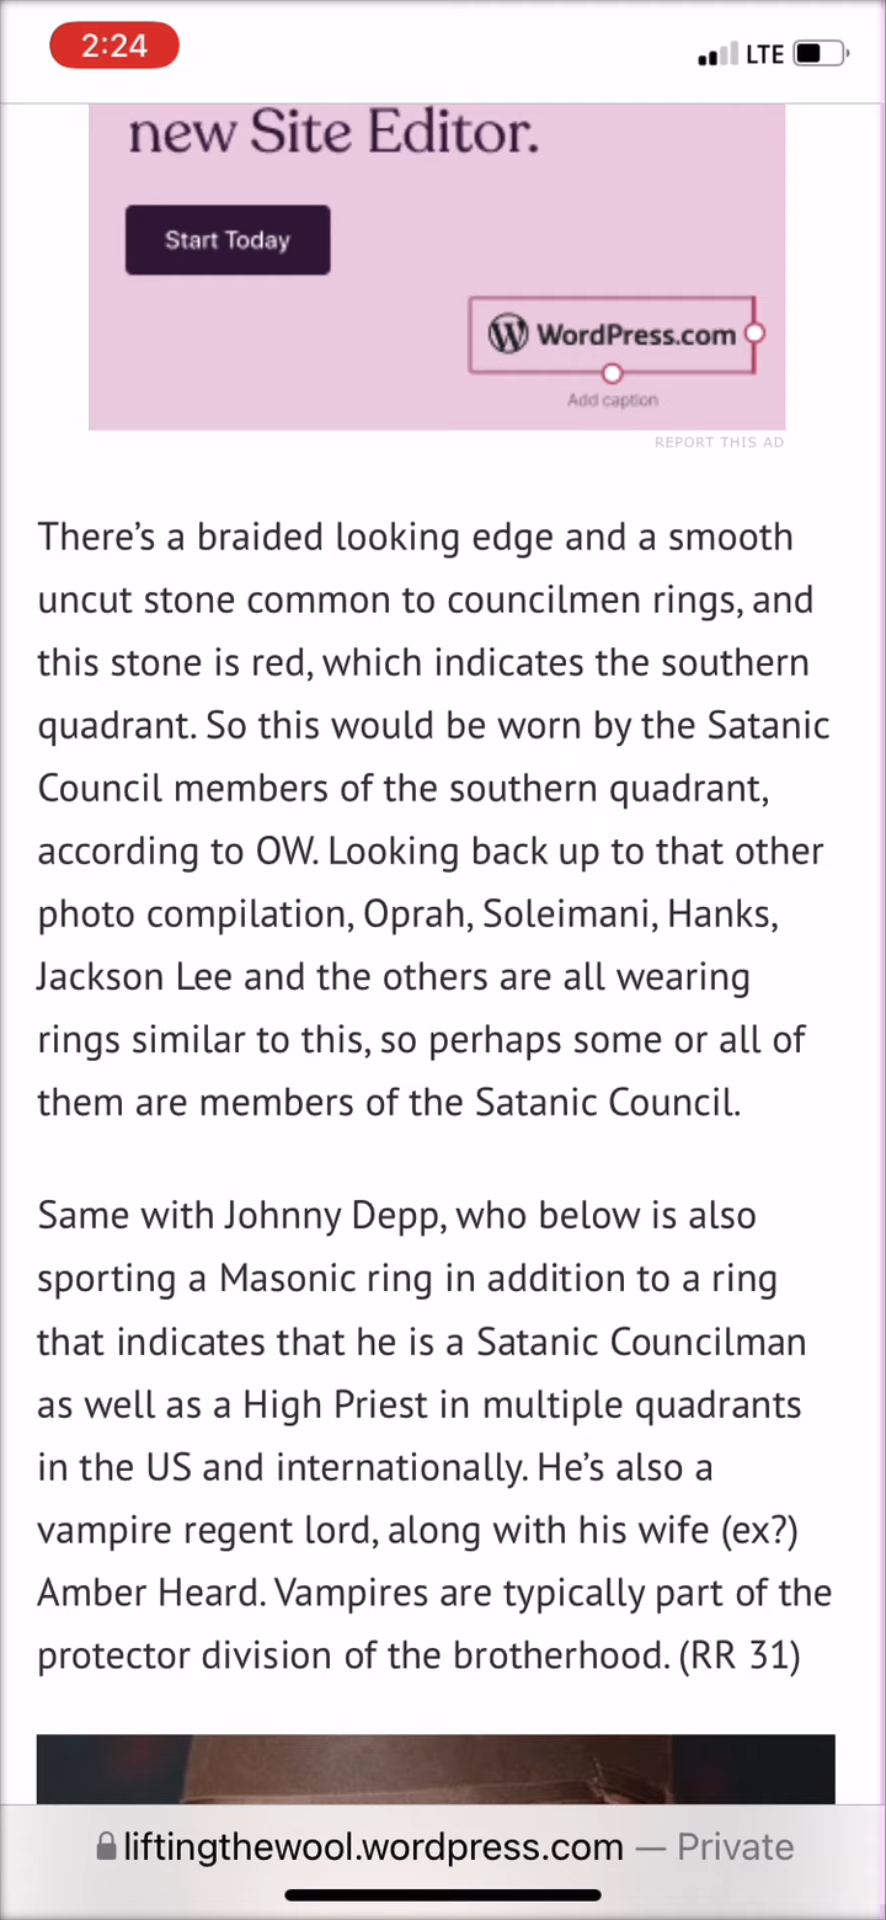 2:24
LTE
new Site Editor.
Start Today
WordPress.com
Add caption
REPORT THIS AD
There’s a braided looking edge and a smooth
uncut stone common to councilmen rings, and
this stone is red, which indicates the southern
quadrant. So this would be worn by the Satanic
Council members of the southern quadrant,
according to OW. Looking back up to that other
photo compilation, Oprah, Soleimani, Hanks,
Jackson Lee and the others are all wearing
rings similar to this, so perhaps some or all of
them are members of the Satanic Council.
Same with Johnny Depp, who below is also
sporting a Masonic ring in addition to a ring
that indicates that he is a Satanic Councilman
as well as a High Priest in multiple quadrants
in the US and internationally. He’s also a
vampire regent lord, along with his wife (ex?)
Amber Heard. Vampires are typically part of the
protector division of the brotherhood. (RR 31)
liftingthewool.wordpress.com — Private